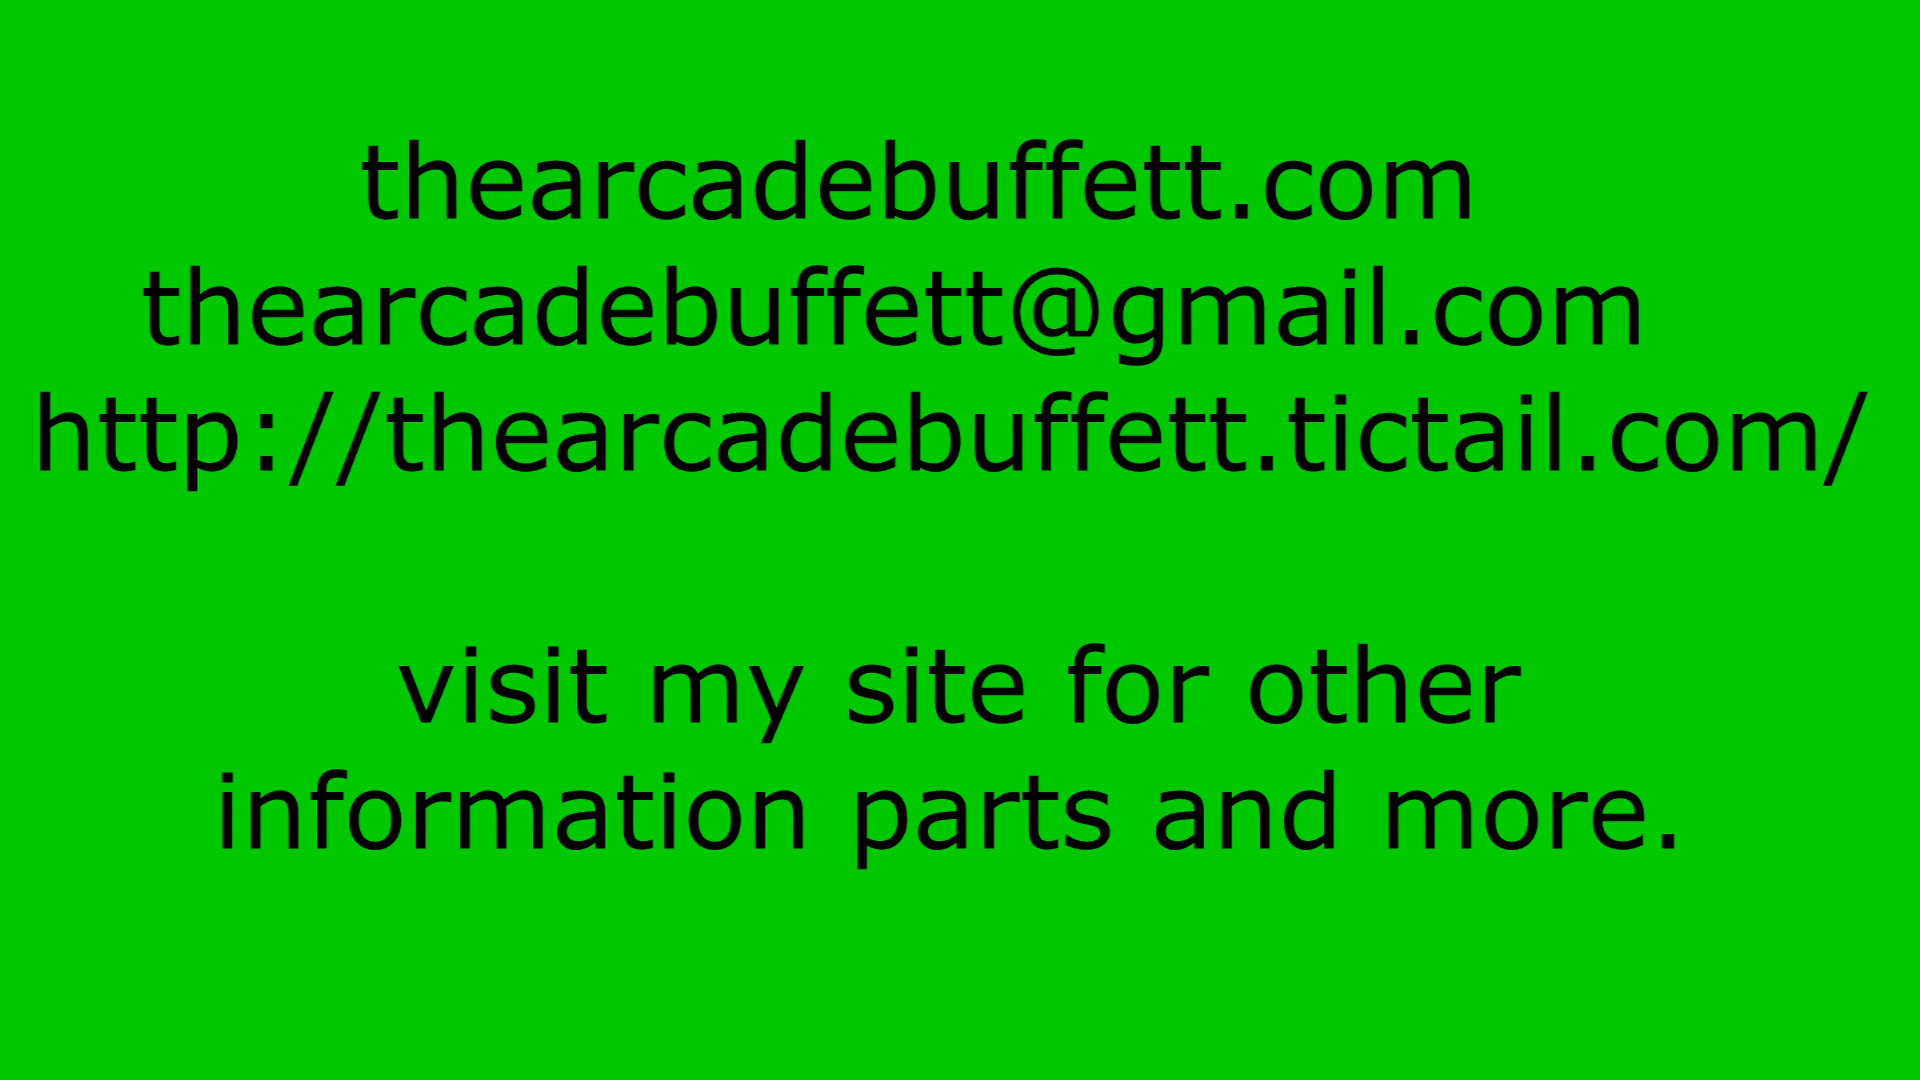 thearcadebuffett.com
thearcadebuffett@gmail.com
http://thearcadebuffett.tictail.com/
visit my site for other
information parts and more.